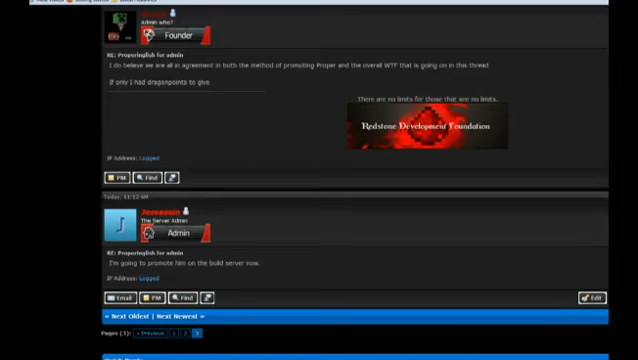 Admin who?
Founder
RE: Proporinglish for admin
I do believe we are all in agreement in both the method of promoting Proper and the overall WTF that is going on in this thread
If only I had dragonpoints to give
There are no limits for those that are no limits.
Redstone Development Foundation
IP Address: Logged
PM Find
Today, 11:12 AM
Jessassin
The Server Admin
Admin
RE: Proporinglish for admin
I'm going to promote him on the build server now.
IP Address: Logged
Email PM Find Edit
« Next Oldest | Next Newest »
Pages (3): « Previous 1 2 3